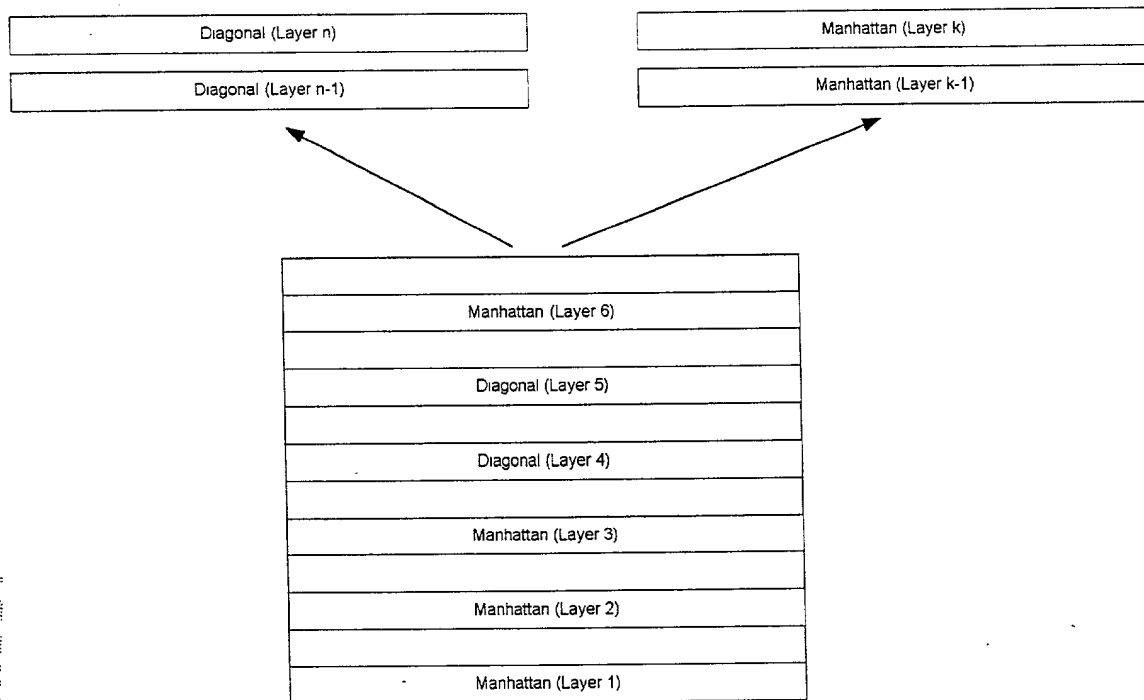 Diagonal (Layer n)
Diagonal (Layer n-1)
Manhattan (Layer k)
Manhattan (Layer k-1)
Manhattan (Layer 6)
Diagonal (Layer 5)
Diagonal (Layer 4)
Manhattan (Layer 3)
Manhattan (Layer 2)
Manhattan (Layer 1)